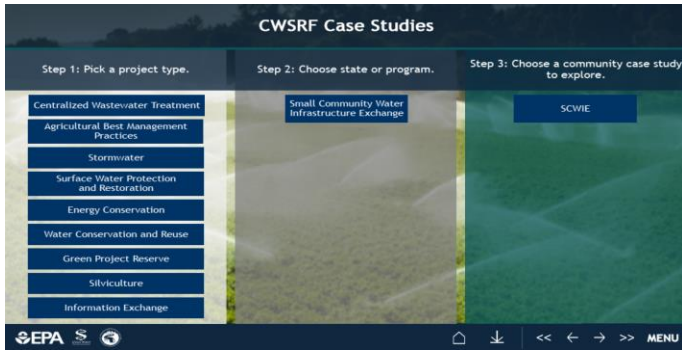 CWSRF Case Studies
Step 1: Pick a project type.
Step 2: Choose state or program.
Step 3: Choose a community case study
to explore.
Centralized Wastewater Treatment
Agricultural Best Management
Practices
Stormwater
Surface Water Protection
and Restoration
Energy Conservation
Water Conservation and Reuse
Green Project Reserve
Silviculture
Information Exchange
Small Community Water
Infrastructure Exchange
SCWIE
EPA
<< ← → >> MENU